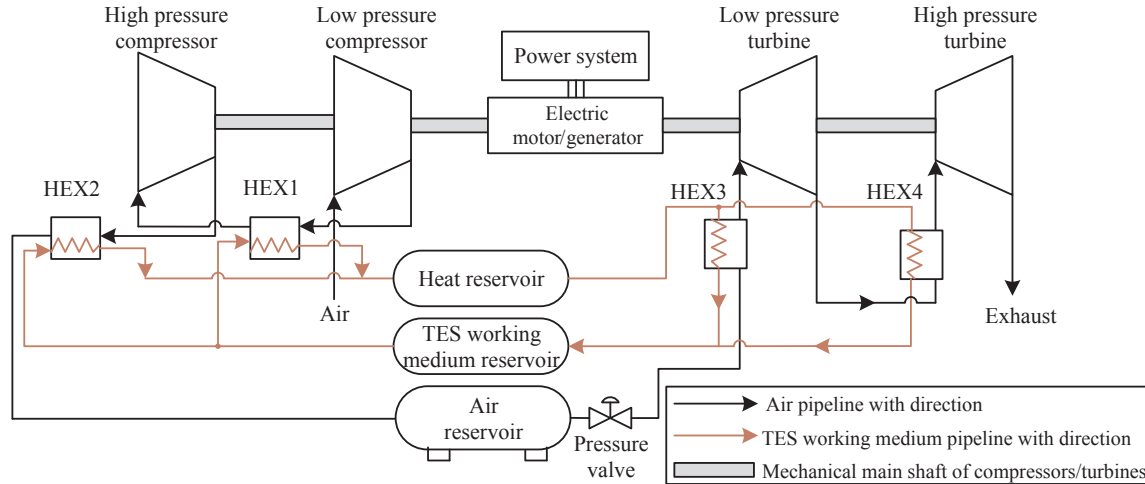 High pressure
compressor
Low pressure
compressor
Low pressure
turbine
High pressure
turbine
Power system
Electric
motor/generator
HEX2
HEX1
HEX3
HEX4
Heat reservoir
Air
Exhaust
TES working
medium reservoir
Air
reservoir
Pressure
valve
Air pipeline with direction
TES working medium pipeline with direction
Mechanical main shaft of compressors/turbines